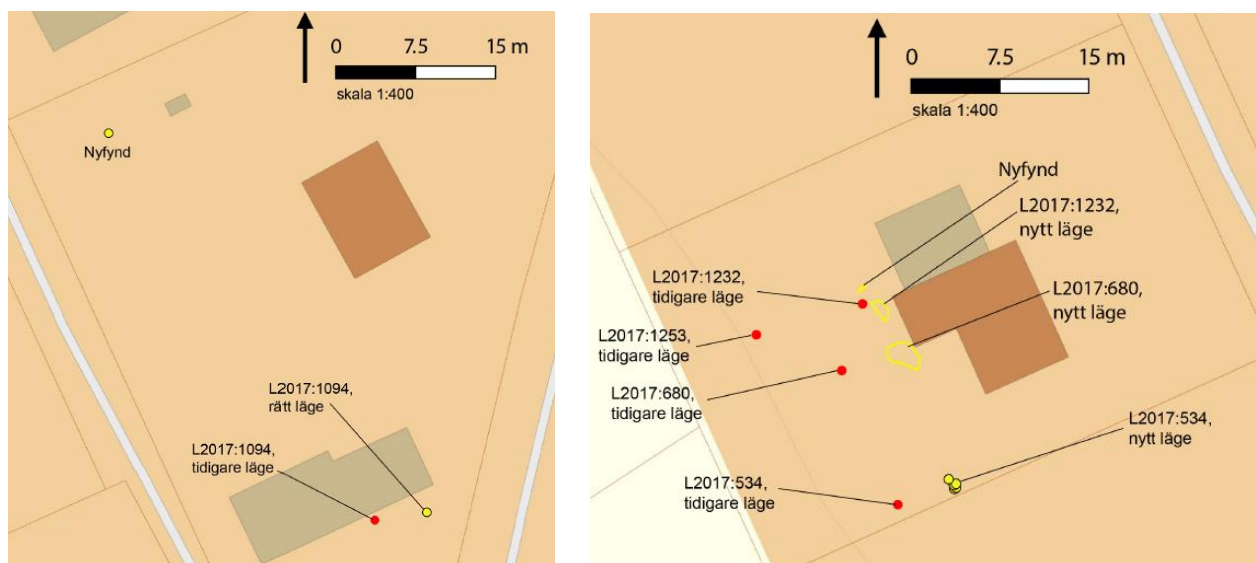 0 7.5 15 m
skala 1:400
Nyfynd
L2017:1094,
rätt läge
L2017:1094,
tidigare läge
0 7.5 15 m
skala 1:400
Nyfynd
L2017:1232,
nytt läge
L2017:1232,
tidigare läge
L2017:680,
nytt läge
L2017:1253,
tidigare läge
L2017:680,
tidigare läge
L2017:534,
nytt läge
L2017:534,
tidigare läge